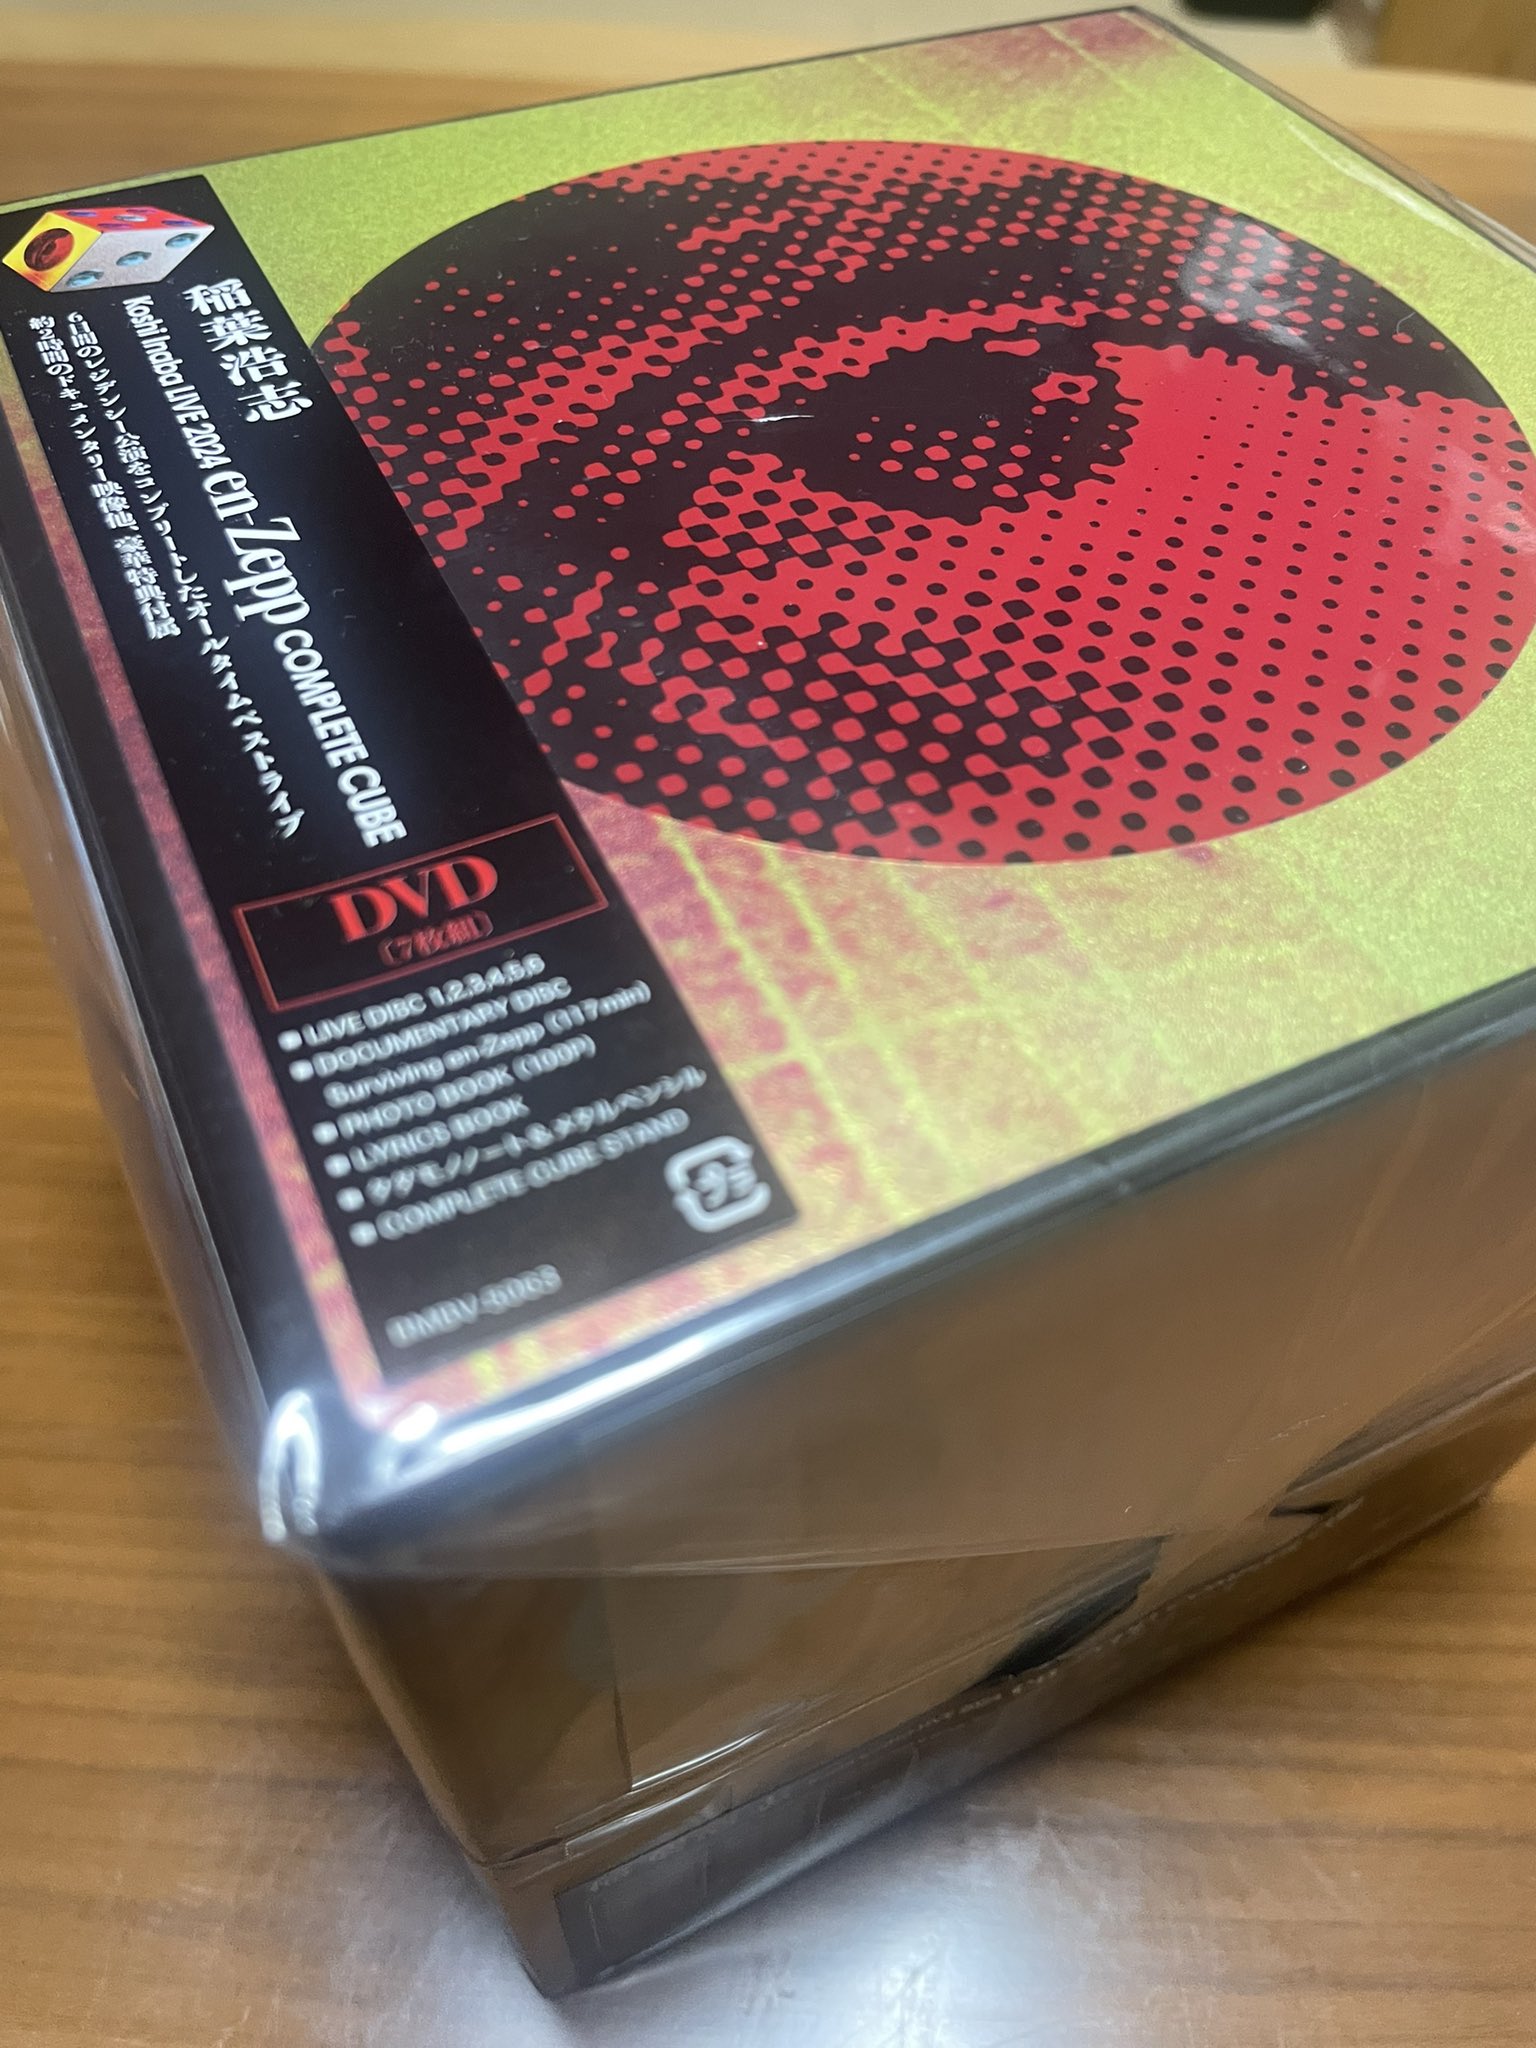 稲葉浩志
Koshi Inaba LIVE 2024 en-Zepp COMPLETE CUBE
6日間のレジデンシー公演をコンプリートしたオールタイムベストライブ
約2時間のドキュメンタリー映像他、豪華特典付属
DVD
〔7枚組〕
■ LIVE DISC 1,2,3,4,5,6
■ DOCUMENTARY DISC
Surviving en-Zepp (117min)
■ PHOTO BOOK (100P)
■ LYRICS BOOK
■ タダモノノート&メタルペンシル
■ COMPLETE CUBE STAND
BMBV-5063